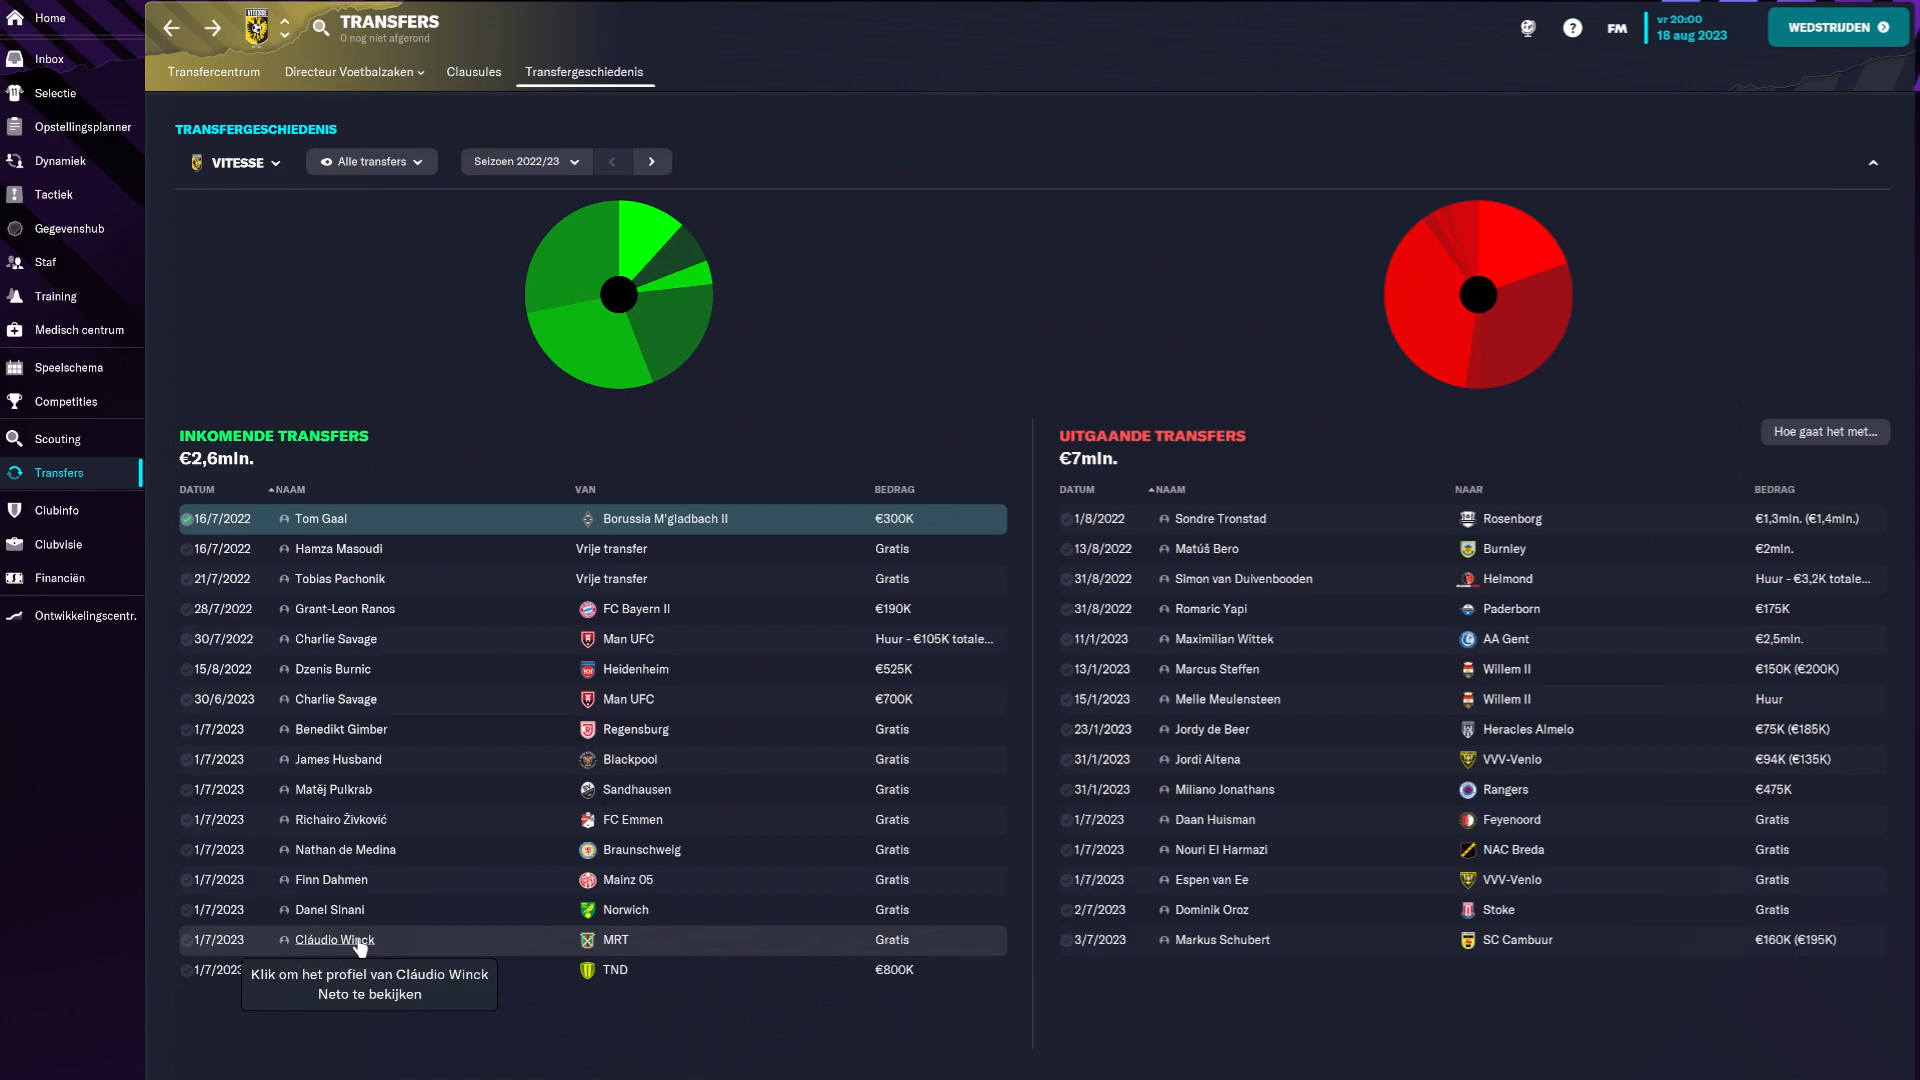 Home
Inbox
Selectie
Opstellingsplanner
Dynamiek
Tactiek
Gegevenshub
Staf
Training
Medisch centrum
Speelschema
Competities
Scouting
Transfers
Clubinfo
Clubvisie
Financiën
Ontwikkelingscentr.
TRANSFERS
0 nog niet afgerond
FM
vr 20:00
18 aug 2023
WEDSTRIJDEN
Transfercentrum Directeur Voetbalzaken Clausules Transfergeschiedenis
TRANSFERGESCHIEDENIS
VITESSE Alle transfers Seizoen 2022/23
INKOMENDE TRANSFERS
€2,6mln.
DATUM NAAM VAN BEDRAG
16/7/2022 Tom Gaal Borussia M'gladbach II €300K
16/7/2022 Hamza Masoudi Vrije transfer Gratis
21/7/2022 Tobias Pachonik Vrije transfer Gratis
28/7/2022 Grant-Leon Ranos FC Bayern II €190K
30/7/2022 Charlie Savage Man UFC Huur - €105K totale...
15/8/2022 Dzenis Burnic Heidenheim €525K
30/6/2023 Charlie Savage Man UFC €700K
1/7/2023 Benedikt Gimber Regensburg Gratis
1/7/2023 James Husband Blackpool Gratis
1/7/2023 Matěj Pulkrab Sandhausen Gratis
1/7/2023 Richairo Živković FC Emmen Gratis
1/7/2023 Nathan de Medina Braunschweig Gratis
1/7/2023 Finn Dahmen Mainz 05 Gratis
1/7/2023 Danel Sinani Norwich Gratis
1/7/2023 Cláudio Winck MRT Gratis
1/7/2023 TND €800K
Klik om het profiel van Cláudio Winck
Neto te bekijken
UITGAANDE TRANSFERS
€7mln.
Hoe gaat het met...
DATUM NAAM NAAR BEDRAG
1/8/2022 Sondre Tronstad Rosenborg €1,3mln. (€1,4mln.)
13/8/2022 Matúš Bero Burnley €2mln.
31/8/2022 Simon van Duivenbooden Helmond Huur - €3,2K totale...
31/8/2022 Romaric Yapi Paderborn €175K
11/1/2023 Maximilian Wittek AA Gent €2,5mln.
13/1/2023 Marcus Steffen Willem II €150K (€200K)
15/1/2023 Melle Meulensteen Willem II Huur
23/1/2023 Jordy de Beer Heracles Almelo €75K (€185K)
31/1/2023 Jordi Altena VVV-Venlo €94K (€135K)
31/1/2023 Miliano Jonathans Rangers €475K
1/7/2023 Daan Huisman Feyenoord Gratis
1/7/2023 Nouri El Harmazi NAC Breda Gratis
1/7/2023 Espen van Ee VVV-Venlo Gratis
2/7/2023 Dominik Oroz Stoke Gratis
3/7/2023 Markus Schubert SC Cambuur €160K (€195K)